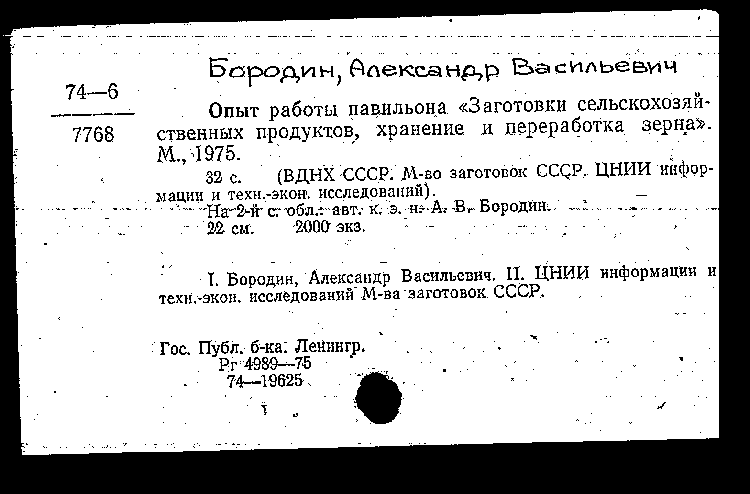 Бородин, Александр Васильевич
74—6
7768
Опыт работы павильона «Заготовки сельскохозяй-
ственных продуктов, хранение и переработка зерна».
М., 1975.
32 с. (ВДНХ СССР. М-во заготовок СССР. ЦНИИ инфор-
мации и техн.-экон. исследований).
На 2-й с. обл.: авт. к. э. н. А. В. Бородин.
22 см. 2000 экз.
I. Бородин, Александр Васильевич. II. ЦНИИ информации и
техн.-экон. исследований М-ва заготовок СССР.
Гос. Публ. б-ка. Ленингр.
Рг 4989—75
74—19625